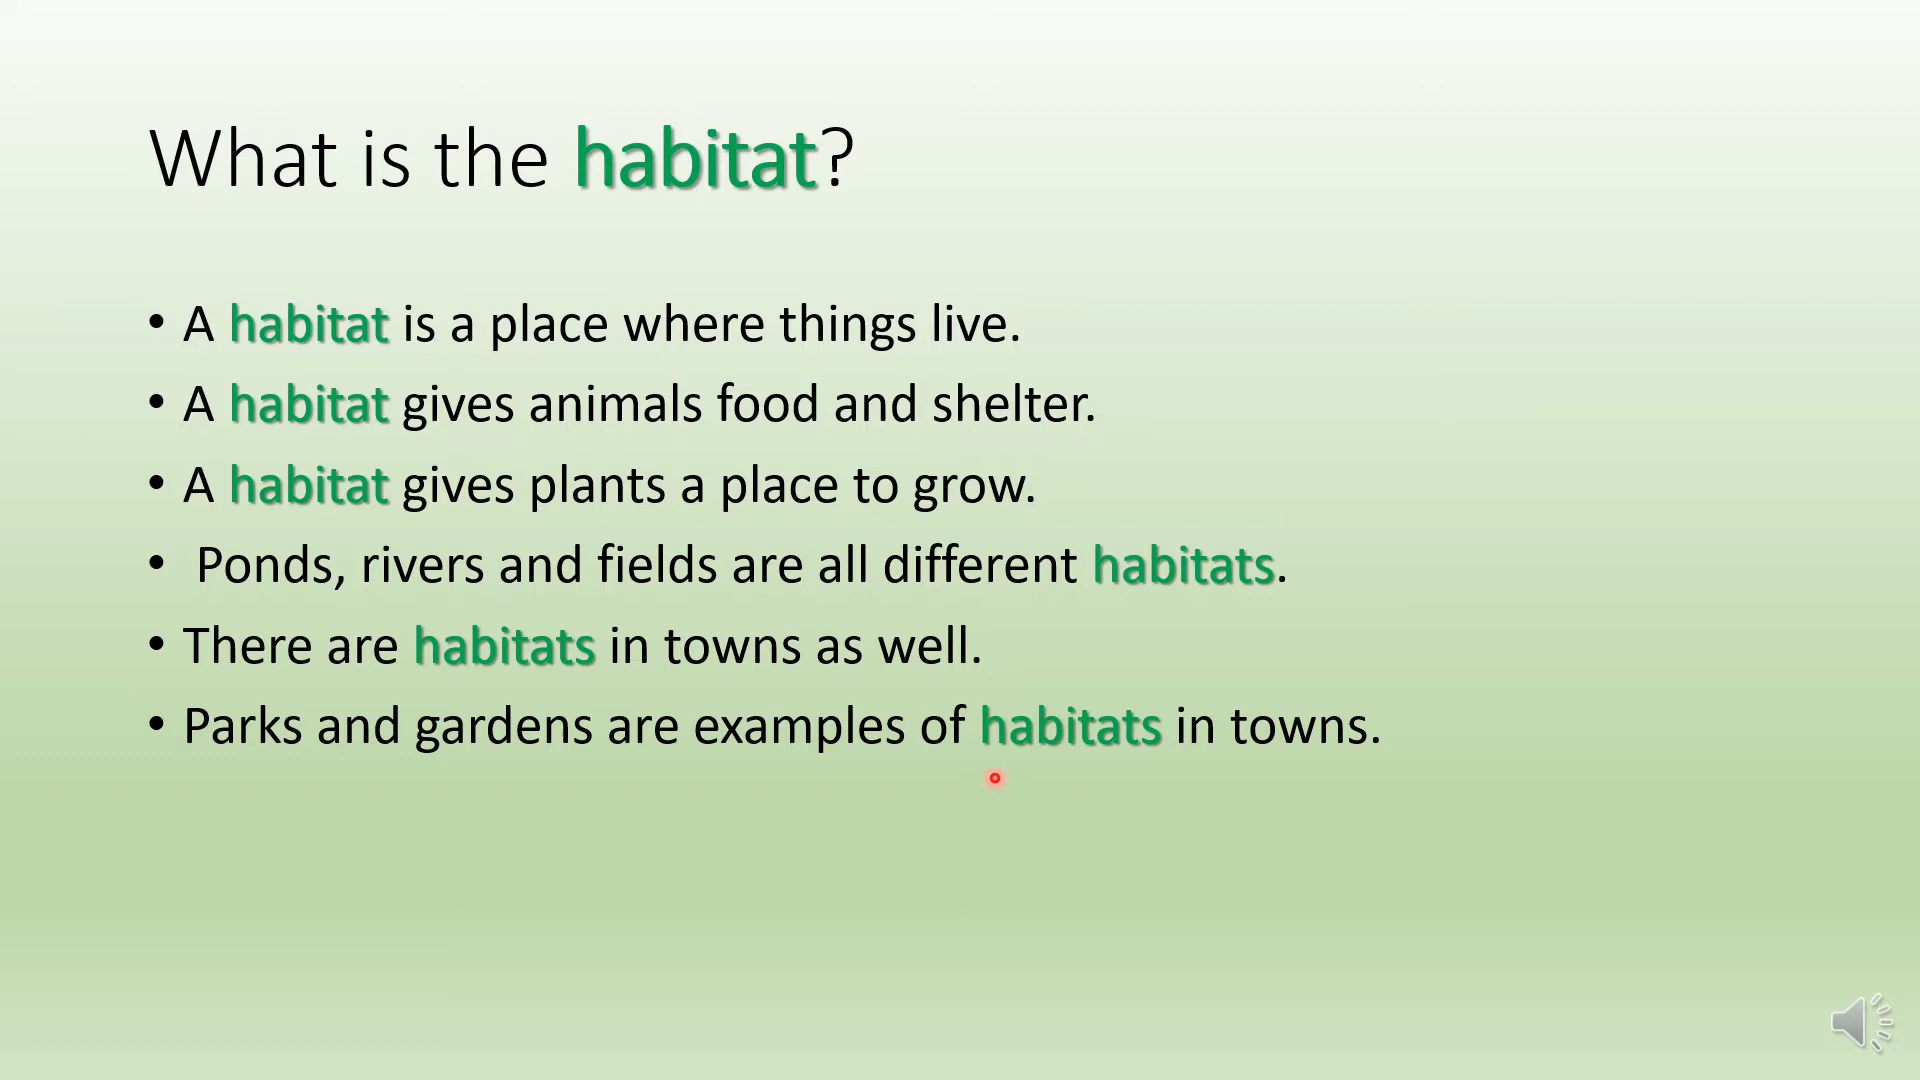 What is the habitat?
• A habitat is a place where things live.
• A habitat gives animals food and shelter.
• A habitat gives plants a place to grow.
• Ponds, rivers and fields are all different habitats.
• There are habitats in towns as well.
• Parks and gardens are examples of habitats in towns.